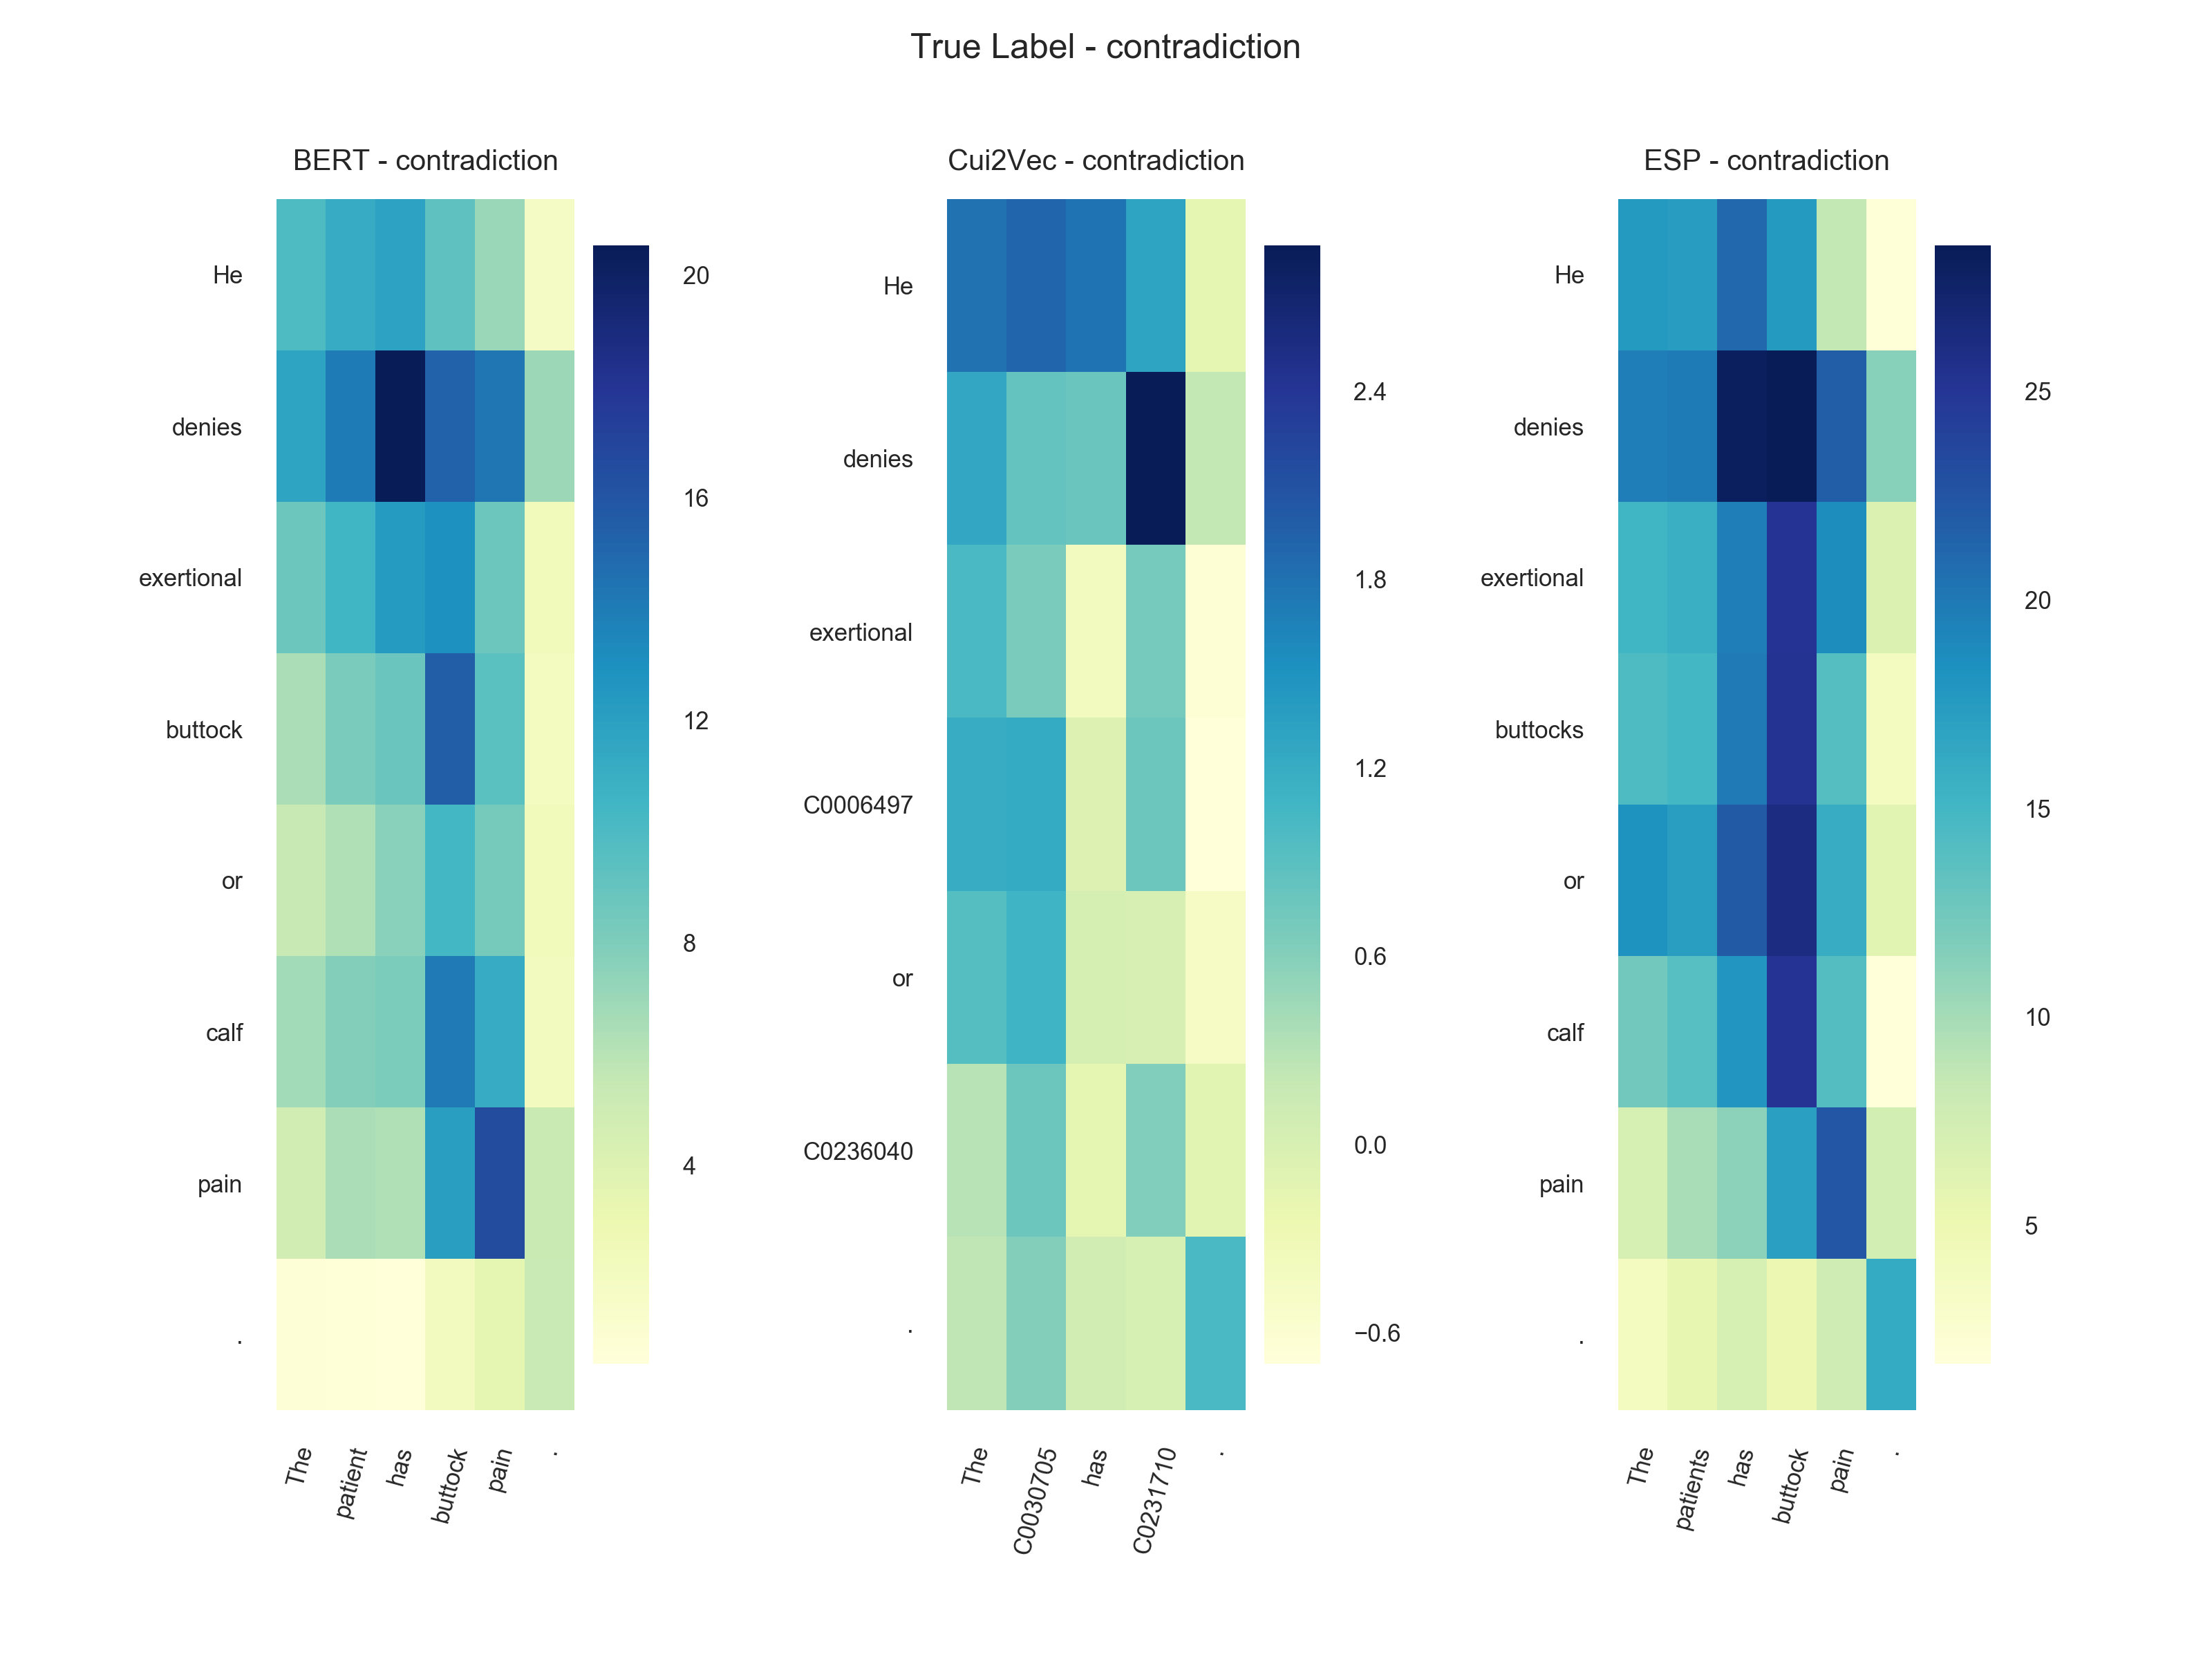 True Label - contradiction
BERT - contradiction
He
denies
exertional
buttock
or
calf
pain
.
The
patient
has
buttock
pain
.
20
16
12
8
4
Cui2Vec - contradiction
He
denies
exertional
C0006497
or
C0236040
.
The
C0030705
has
C0231710
.
2.4
1.8
1.2
0.6
0.0
−0.6
ESP - contradiction
He
denies
exertional
buttocks
or
calf
pain
.
The
patients
has
buttock
pain
.
25
20
15
10
5